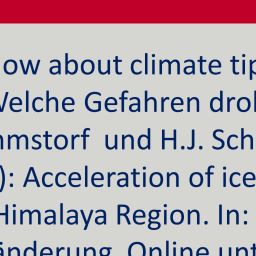 ow about climate tip
Welche Gefahren dro
mstorf und H.J. Sch
): Acceleration of ice
Himalaya Region. In:
änderung. Online unt